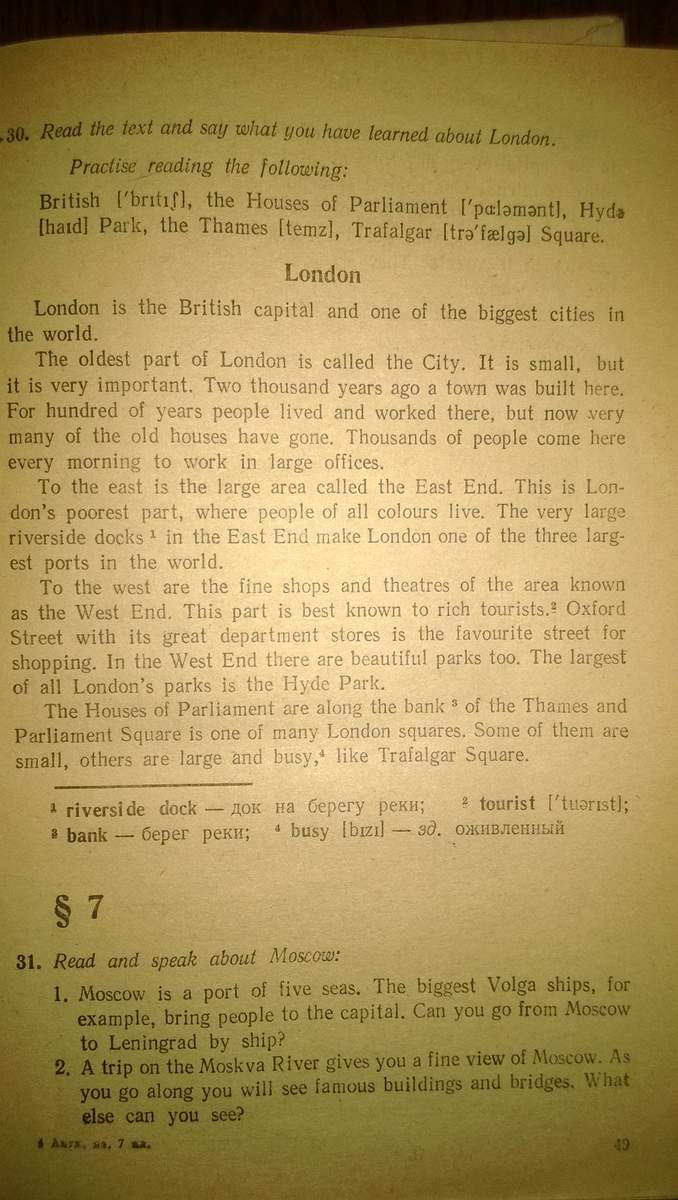 30. Read the text and say what you have learned about London.
Practise reading the following:
British ['brıtıʃ], the Houses of Parliament ['pɑləmənt], Hyde
[haıd] Park, the Thames [temz], Trafalgar [trə'fælgə] Square.
London
London is the British capital and one of the biggest cities in
the world.
The oldest part of London is called the City. It is small, but
it is very important. Two thousand years ago a town was built here.
For hundred of years people lived and worked there, but now very
many of the old houses have gone. Thousands of people come here
every morning to work in large offices.
To the east is the large area called the East End. This is Lon-
don's poorest part, where people of all colours live. The very large
riverside docks ¹ in the East End make London one of the three larg-
est ports in the world.
To the west are the fine shops and theatres of the area known
as the West End. This part is best known to rich tourists.² Oxford
Street with its great department stores is the favourite street for
shopping. In the West End there are beautiful parks too. The largest
of all London's parks is the Hyde Park.
The Houses of Parliament are along the bank ³ of the Thames and
Parliament Square is one of many London squares. Some of them are
small, others are large and busy,⁴ like Trafalgar Square.
¹ riverside dock — док на берегу реки; ² tourist ['tuərıst];
³ bank — берег реки; ⁴ busy [bızı] — зд. оживленный
§ 7
31. Read and speak about Moscow:
1. Moscow is a port of five seas. The biggest Volga ships, for
example, bring people to the capital. Can you go from Moscow
to Leningrad by ship?
2. A trip on the Moskva River gives you a fine view of Moscow. As
you go along you will see famous buildings and bridges. What
else can you see?
4 Англ. яз. 7 кл. 49